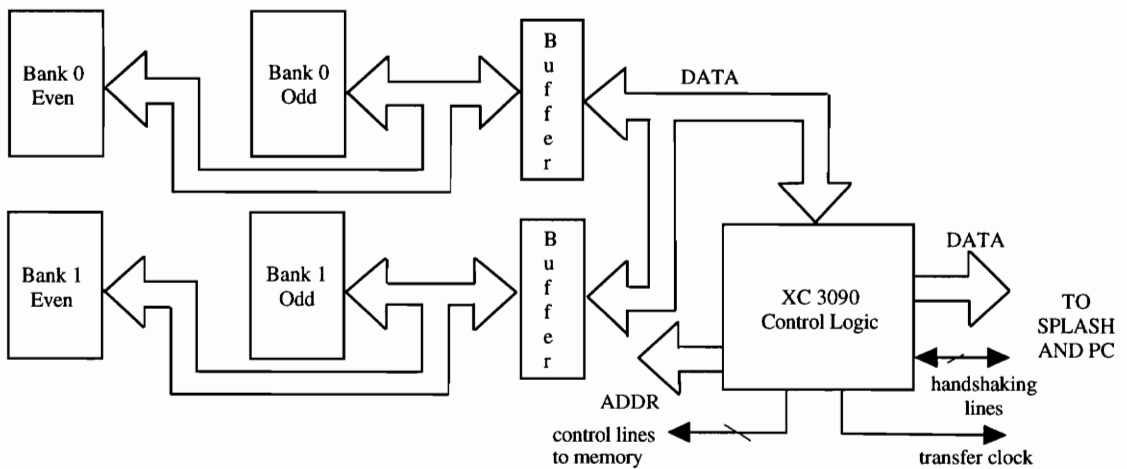 Bank 0
Even
Bank 0
Odd
B
u
f
f
e
r
DATA
Bank 1
Even
Bank 1
Odd
B
u
f
f
e
r
XC 3090
Control Logic
DATA
TO
SPLASH
AND PC
handshaking
lines
ADDR
control lines
to memory
transfer clock